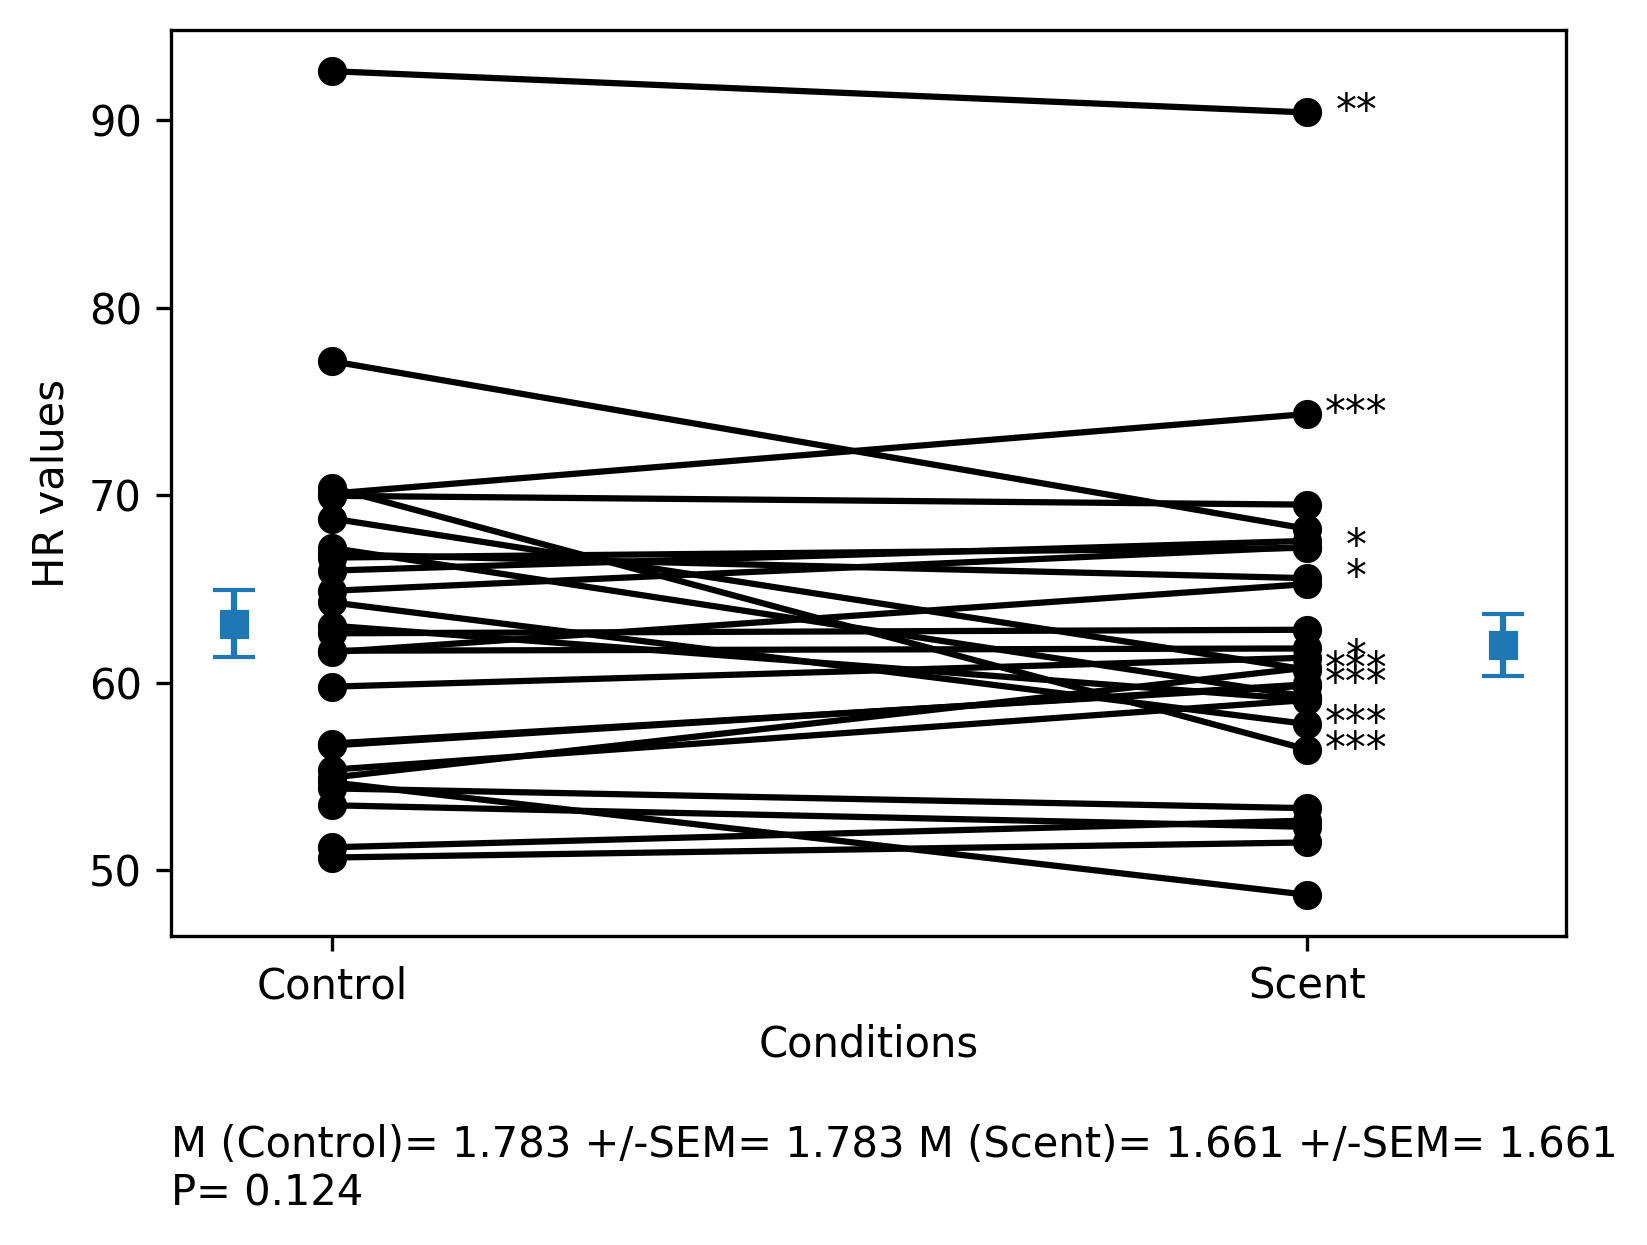 HR values
90
80
70
60
50
**
***
*
*
*
***
***
***
***
Control
Scent
Conditions
M (Control)= 1.783 +/-SEM= 1.783 M (Scent)= 1.661 +/-SEM= 1.661
P= 0.124